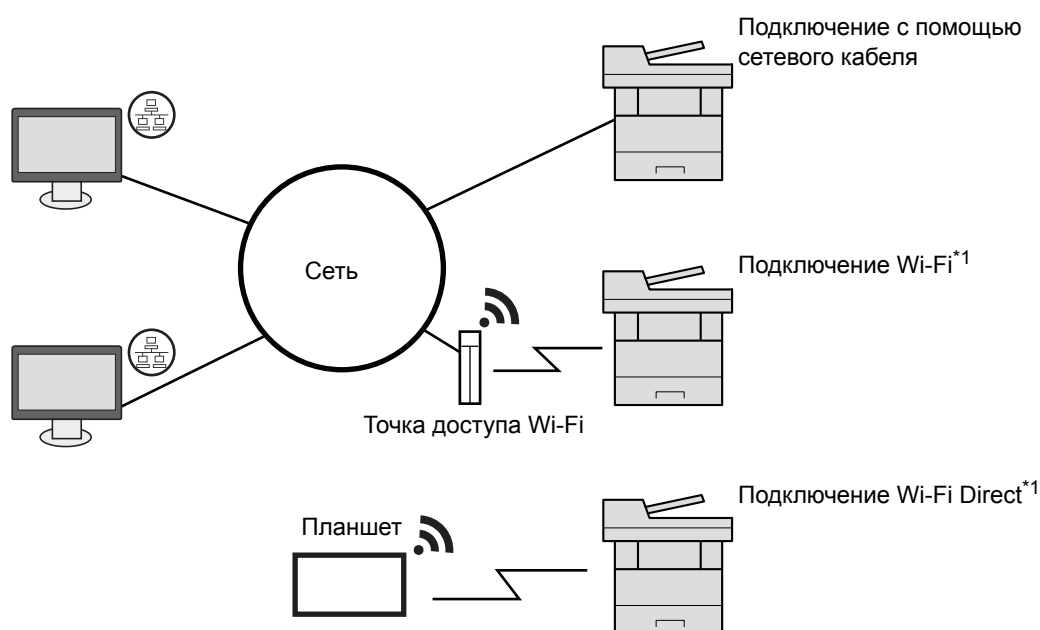 Подключение с помощью
сетевого кабеля
Сеть
Подключение Wi-Fi*1
Точка доступа Wi-Fi
Подключение Wi-Fi Direct*1
Планшет